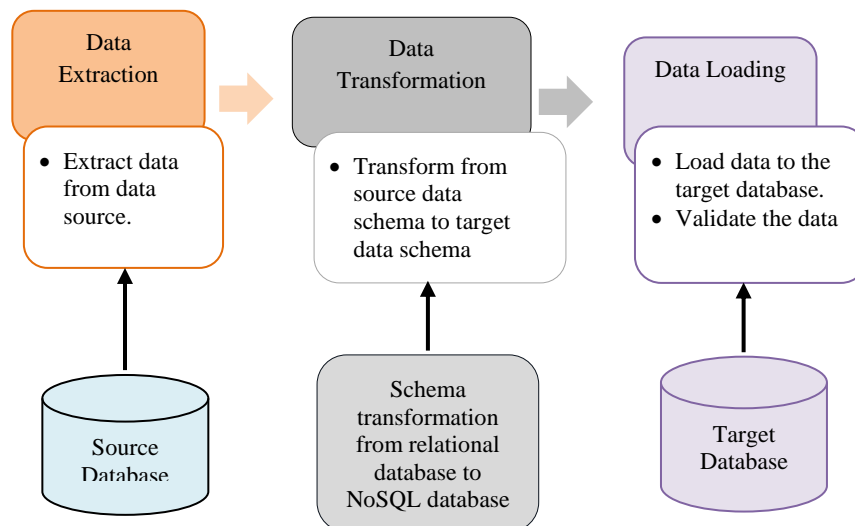 Data
Extraction
• Extract data
from data
source.
Source
Database
Data
Transformation
• Transform from
source data
schema to target
data schema
Schema
transformation
from relational
database to
NoSQL database
Data Loading
• Load data to the
target database.
• Validate the data
Target
Database